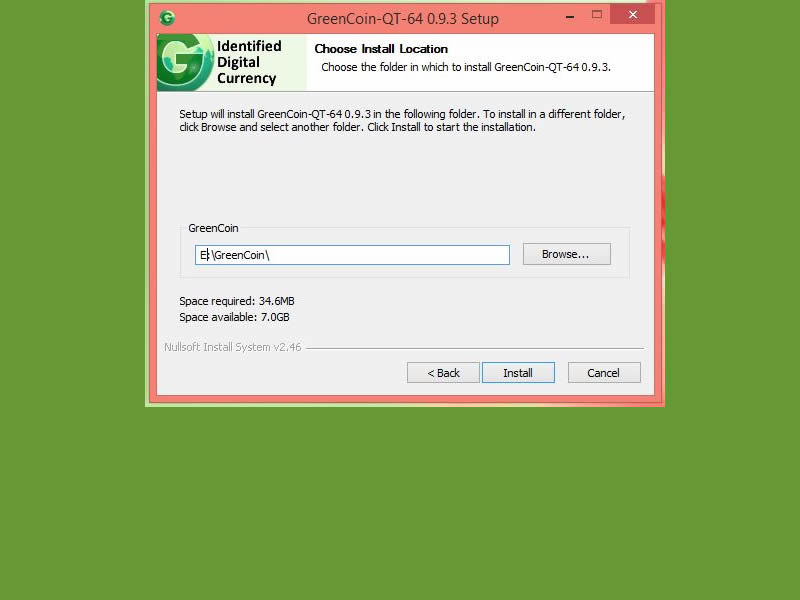 GreenCoin-QT-64 0.9.3 Setup
Identified
Digital
Currency
Choose Install Location
Choose the folder in which to install GreenCoin-QT-64 0.9.3.
Setup will install GreenCoin-QT-64 0.9.3 in the following folder. To install in a different folder,
click Browse and select another folder. Click Install to start the installation.
GreenCoin
E:\GreenCoin\
Browse...
Space required: 34.6MB
Space available: 7.0GB
Nullsoft Install System v2.46
< Back
Install
Cancel